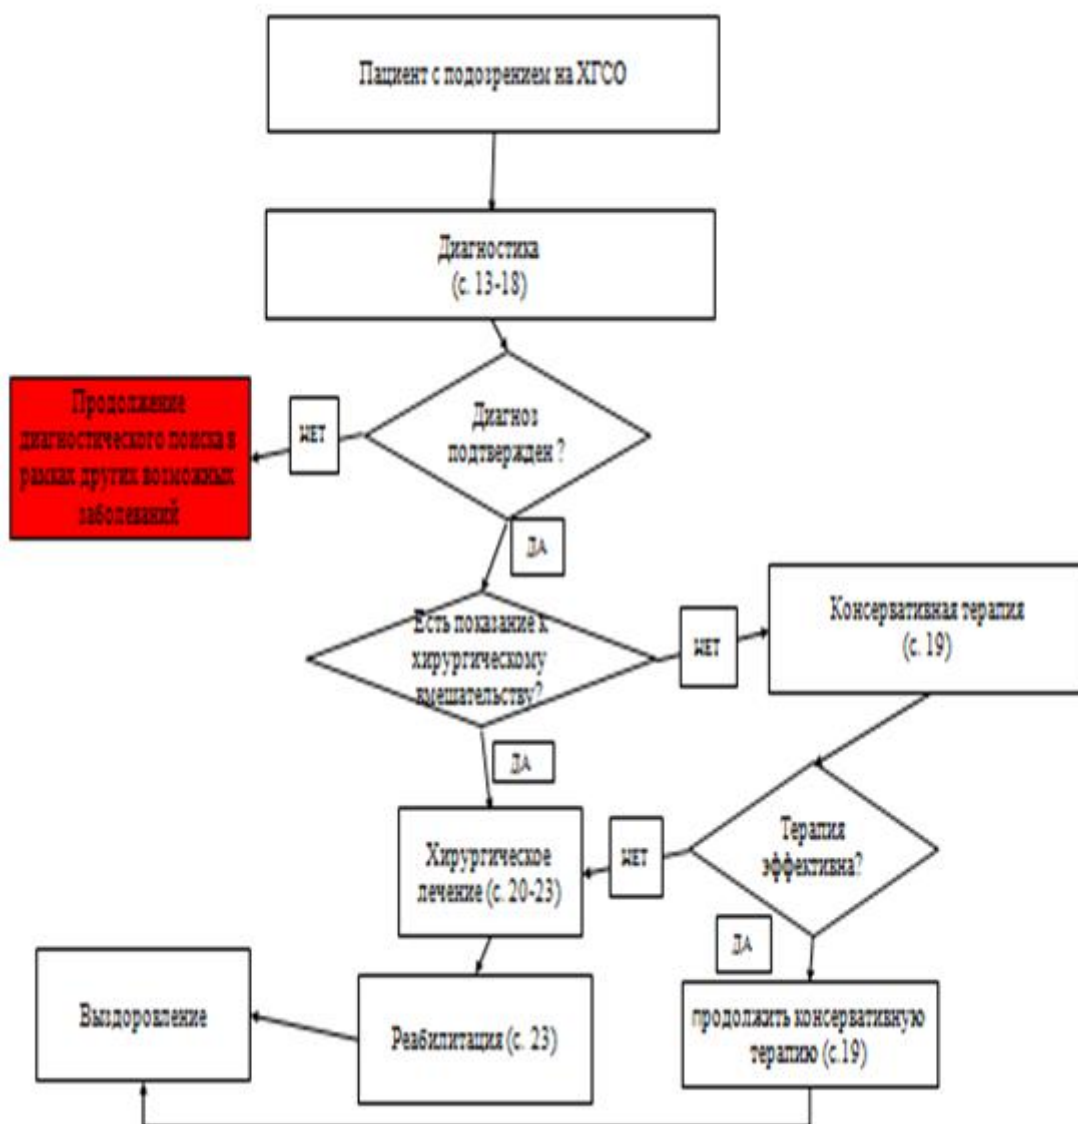 Пациент с подозрением на ХГСО
Диагностика
(с. 13-18)
Продолжение
диагностического поиска в
рамках других возможных
заболеваний
НЕТ
Диагноз
подтвержден ?
ДА
Есть показание к
хирургическому
вмешательству?
НЕТ
Консервативная терапия
(с. 19)
ДА
Хирургическое
лечение (с. 20-23)
НЕТ
Терапия
эффективна?
ДА
Выздоровление
Реабилитация (с. 23)
продолжить консервативную
терапию (с.19)